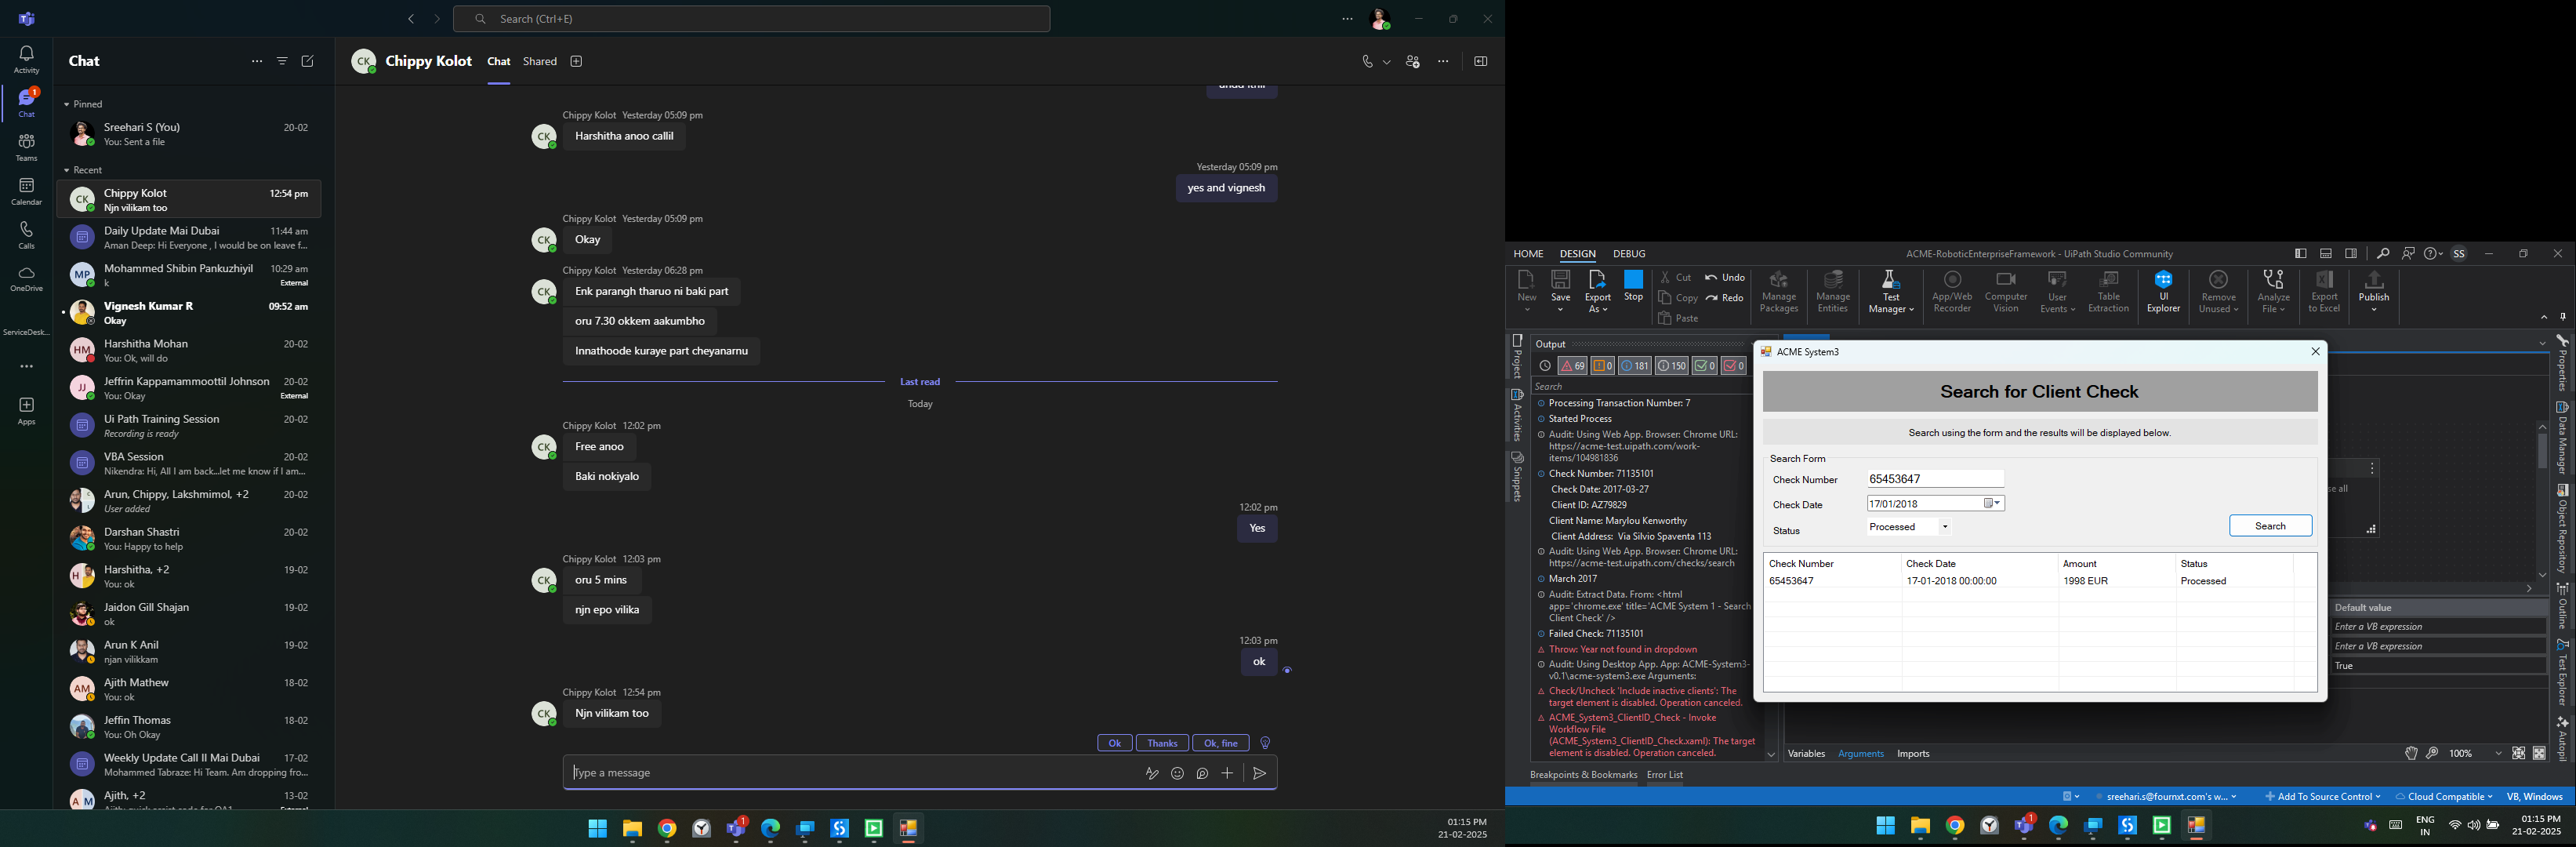 Search (Ctrl+E)
Activity
Chat
1
Teams
Calendar
Calls
OneDrive
ServiceDesk...
Apps
Chat
Pinned
Sreehari S (You) 20-02
You: Sent a file
Recent
CK
Chippy Kolot 12:54 pm
Njn vilikam too
Daily Update Mai Dubai 11:44 am
Aman Deep: Hi Everyone , I would be on leave f...
MP
Mohammed Shibin Pankuzhiyil 10:29 am
k External
Vignesh Kumar R 09:52 am
Okay
HM
Harshitha Mohan 20-02
You: Ok, will do
JJ
Jeffrin Kappamammoottil Johnson 20-02
You: Okay External
Ui Path Training Session 20-02
Recording is ready
VBA Session 20-02
Nikendra: Hi, All I am back...let me know if I am...
Arun, Chippy, Lakshmimol, +2 20-02
User added
Darshan Shastri 20-02
You: Happy to help
H
Harshitha, +2 19-02
You: ok
Jaidon Gill Shajan 19-02
ok
Arun K Anil 19-02
njan vilikkam
AM
Ajith Mathew 18-02
You: ok
Jeffin Thomas 18-02
You: Oh Okay
Weekly Update Call II Mai Dubai 17-02
Mohammed Tabraze: Hi Team. Am dropping fro...
A M
Ajith, +2 13-02
CK Chippy Kolot Chat Shared
Chippy Kolot Yesterday 05:09 pm
CK
Harshitha anoo callil
Yesterday 05:09 pm
yes and vignesh
Chippy Kolot Yesterday 05:09 pm
CK
Okay
Chippy Kolot Yesterday 06:28 pm
CK
Enk parangh tharuo ni baki part
oru 7.30 okkem aakumbho
Innathoode kuraye part cheyanarnu
Last read
Today
Chippy Kolot 12:02 pm
CK
Free anoo
Baki nokiyalo
12:02 pm
Yes
Chippy Kolot 12:03 pm
CK
oru 5 mins
njn epo vilika
12:03 pm
ok
Chippy Kolot 12:54 pm
CK
Njn vilikam too
Ok Thanks Ok, fine
Type a message
1
01:15 PM
21-02-2025
HOME DESIGN DEBUG
ACME-RoboticEnterpriseFramework - UiPath Studio Community
SS
New
Save
Export As
Stop
Cut
Copy
Paste
Undo
Redo
Manage Packages
Manage Entities
Test Manager
App/Web Recorder
Computer Vision
User Events
Table Extraction
UI Explorer
Remove Unused
Analyze File
Export to Excel
Publish
Project
Activities
Snippets
Output
69 0 181 150 0 0
Search
Processing Transaction Number: 7
Started Process
Audit: Using Web App. Browser: Chrome URL:
https://acme-test.uipath.com/work-
items/104981836
Check Number: 71135101
Check Date: 2017-03-27
Client ID: AZ79829
Client Name: Marylou Kenworthy
Client Address: Via Silvio Spaventa 113
Audit: Using Web App. Browser: Chrome URL:
https://acme-test.uipath.com/checks/search
March 2017
Audit: Extract Data. From: <html
app='chrome.exe' title='ACME System 1 - Search
Client Check' />
Failed Check: 71135101
Throw: Year not found in dropdown
Audit: Using Desktop App. App: ACME-System3-
v0.1\acme-system3.exe Arguments:
Check/Uncheck 'Include inactive clients': The
target element is disabled. Operation canceled.
ACME_System3_ClientID_Check - Invoke
Workflow File
(ACME_System3_ClientID_Check.xaml): The target
element is disabled. Operation canceled.
ACME System3
Search for Client Check
Search using the form and the results will be displayed below.
Search Form
Check Number 65453647
Check Date 17/01/2018
Status Processed
Search
Check Number Check Date Amount Status
65453647 17-01-2018 00:00:00 1998 EUR Processed
se all
Default value
Enter a VB expression
Enter a VB expression
True
Properties
Data Manager
Object Repository
Outline
Test Explorer
Autopil
Variables Arguments Imports
100%
Breakpoints & Bookmarks Error List
sreehari.s@fournxt.com's w...
Add To Source Control
Cloud Compatible
VB, Windows
1
ENG
IN
01:15 PM
21-02-2025